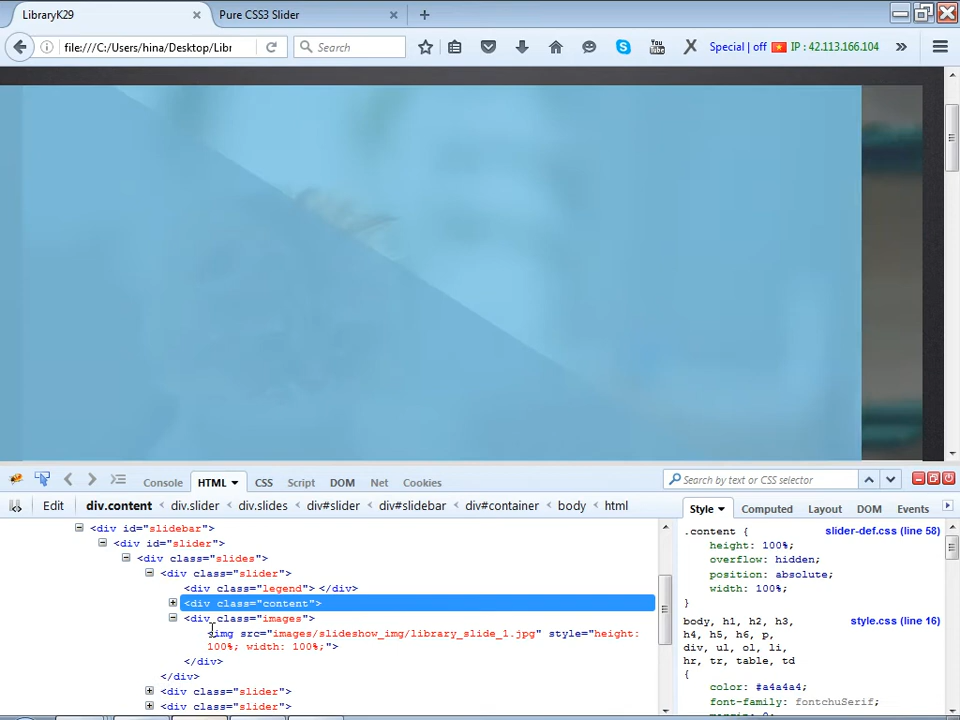 LibraryK29
Pure CSS3 Slider
file:///C:/Users/hina/Desktop/Libr
Search
You
Tube
Special | off
IP : 42.113.166.104
Console
HTML
CSS
Script
DOM
Net
Cookies
Search by text or CSS selector
Edit
div.content < div.slider < div.slides < div#slider < div#slidebar < div#container < body < html
Style
Computed
Layout
DOM
Events
<div id="slidebar">
<div id="slider">
<div class="slides">
<div class="slider">
<div class="legend"> </div>
<div class="content">
<div class="images">
<img src="images/slideshow_img/library_slide_1.jpg" style="height:
100%; width: 100%;">
</div>
</div>
<div class="slider">
<div class="slider">
.content {
slider-def.css (line 58)
height: 100%;
overflow: hidden;
position: absolute;
width: 100%;
}
body, h1, h2, h3,
style.css (line 16)
h4, h5, h6, p,
div, ul, ol, li,
hr, tr, table, td
{
color: #a4a4a4;
font-family: fontchuSerif;